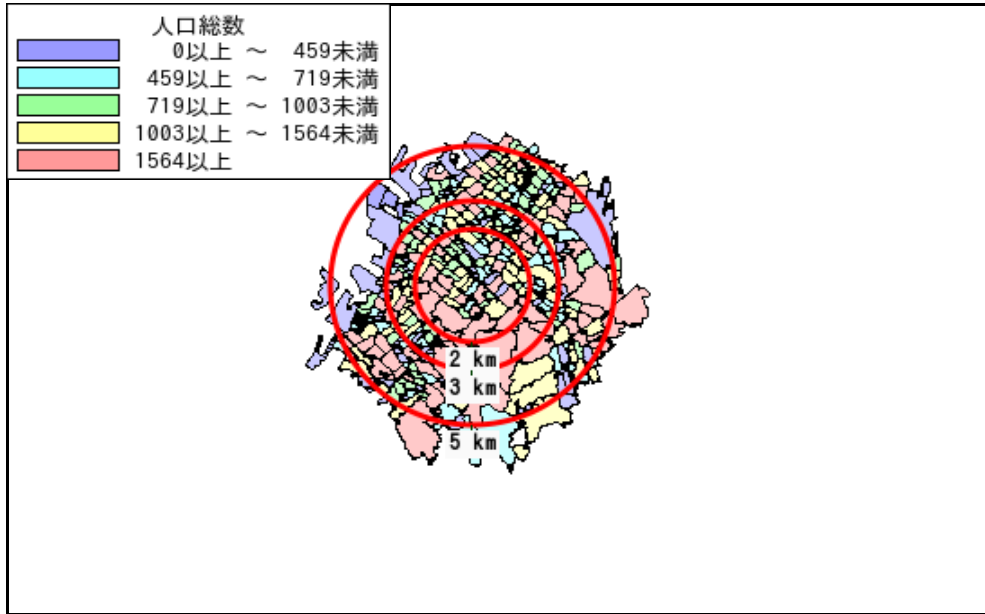 人口総数
0以上 ~ 459未満
459以上 ~ 719未満
719以上 ~ 1003未満
1003以上 ~ 1564未満
1564以上
2 km
3 km
5 km